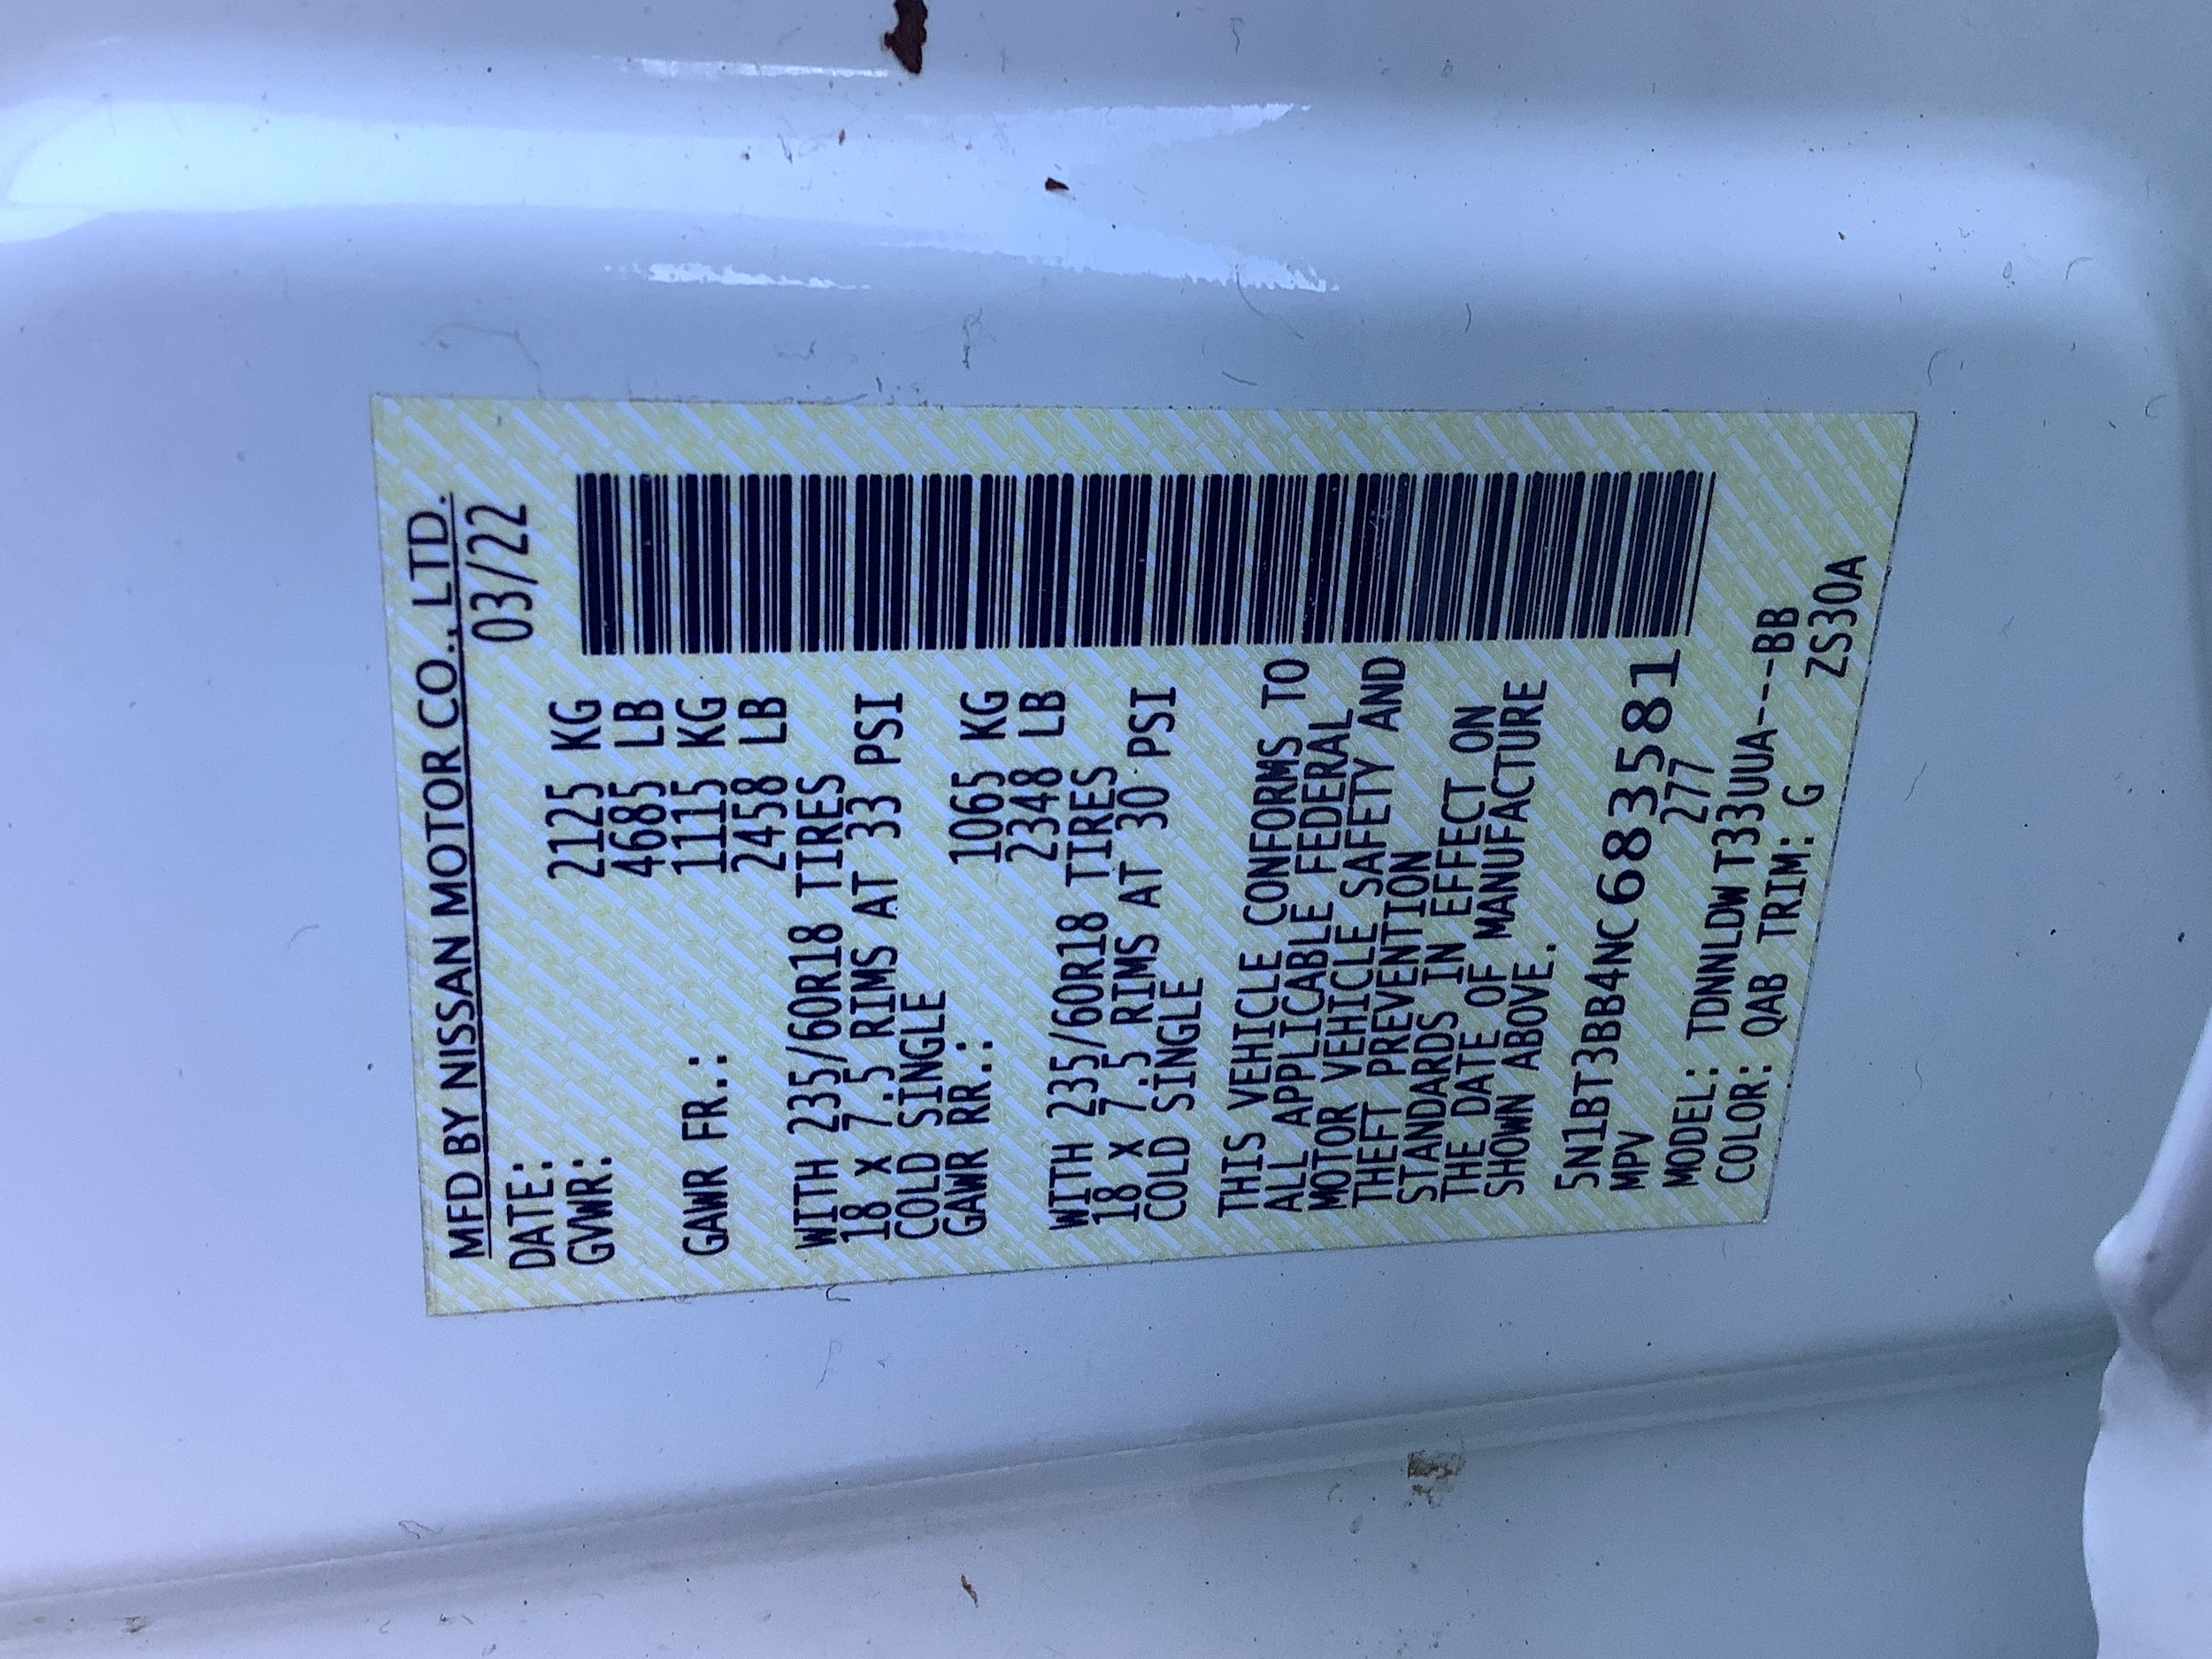 MFD BY NISSAN MOTOR CO., LTD.
DATE: 03/22
GVWR: 2125 KG
4685 LB
GAWR FR.: 1115 KG
2458 LB
WITH 235/60R18 TIRES
18 x 7.5 RIMS AT 33 PSI
COLD SINGLE
GAWR RR.: 1065 KG
2348 LB
WITH 235/60R18 TIRES
18 x 7.5 RIMS AT 30 PSI
COLD SINGLE
THIS VEHICLE CONFORMS TO
ALL APPLICABLE FEDERAL
MOTOR VEHICLE SAFETY AND
THEFT PREVENTION
STANDARDS IN EFFECT ON
THE DATE OF MANUFACTURE
SHOWN ABOVE.
5N1BT3BB4NC683581
MPV 277
MODEL: TDNNLDW T33UUA---BB
COLOR: QAB TRIM: G ZS30A